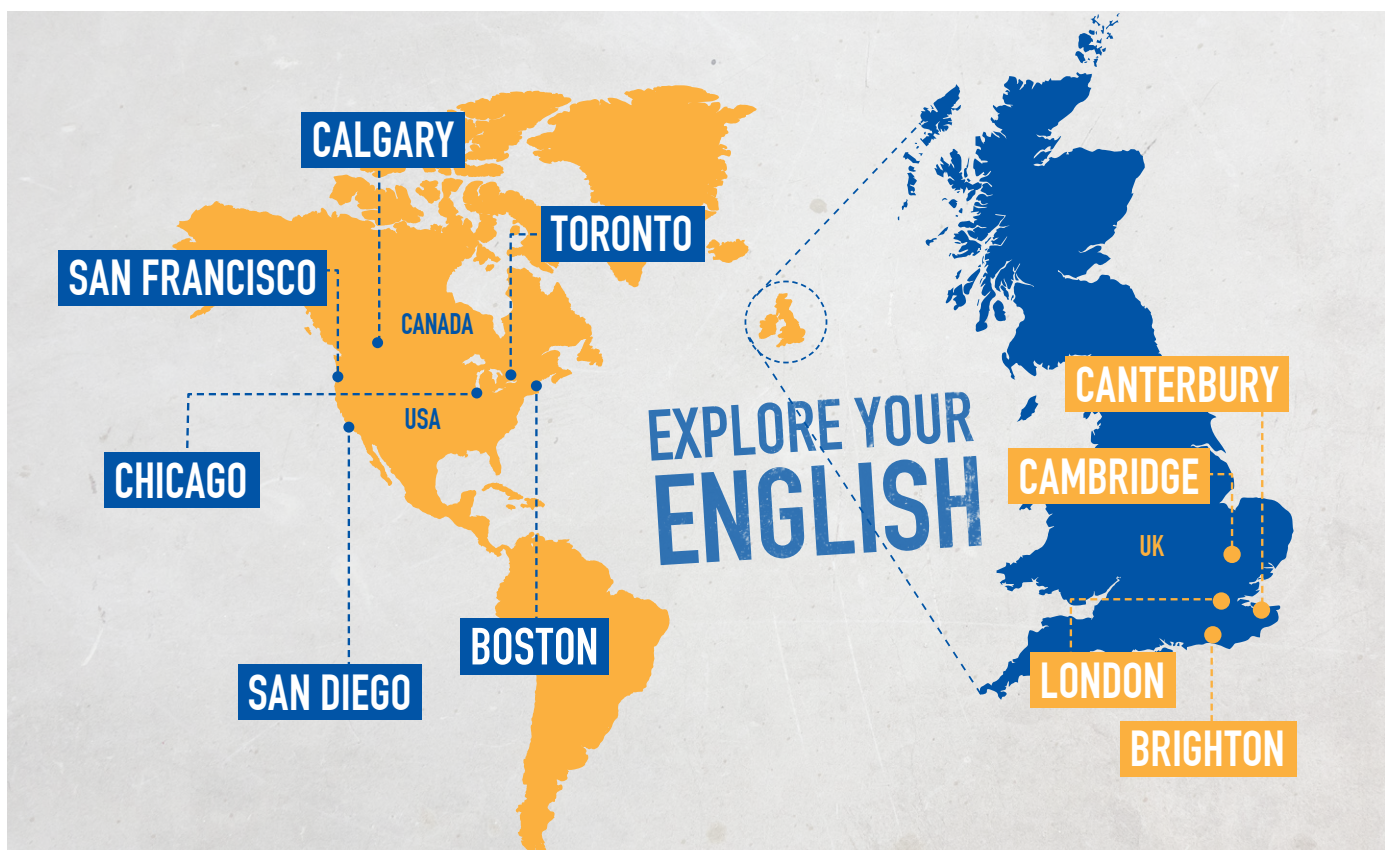 CALGARY
TORONTO
SAN FRANCISCO
CANADA
USA
CHICAGO
BOSTON
SAN DIEGO
EXPLORE YOUR
ENGLISH
CANTERBURY
CAMBRIDGE
UK
LONDON
BRIGHTON